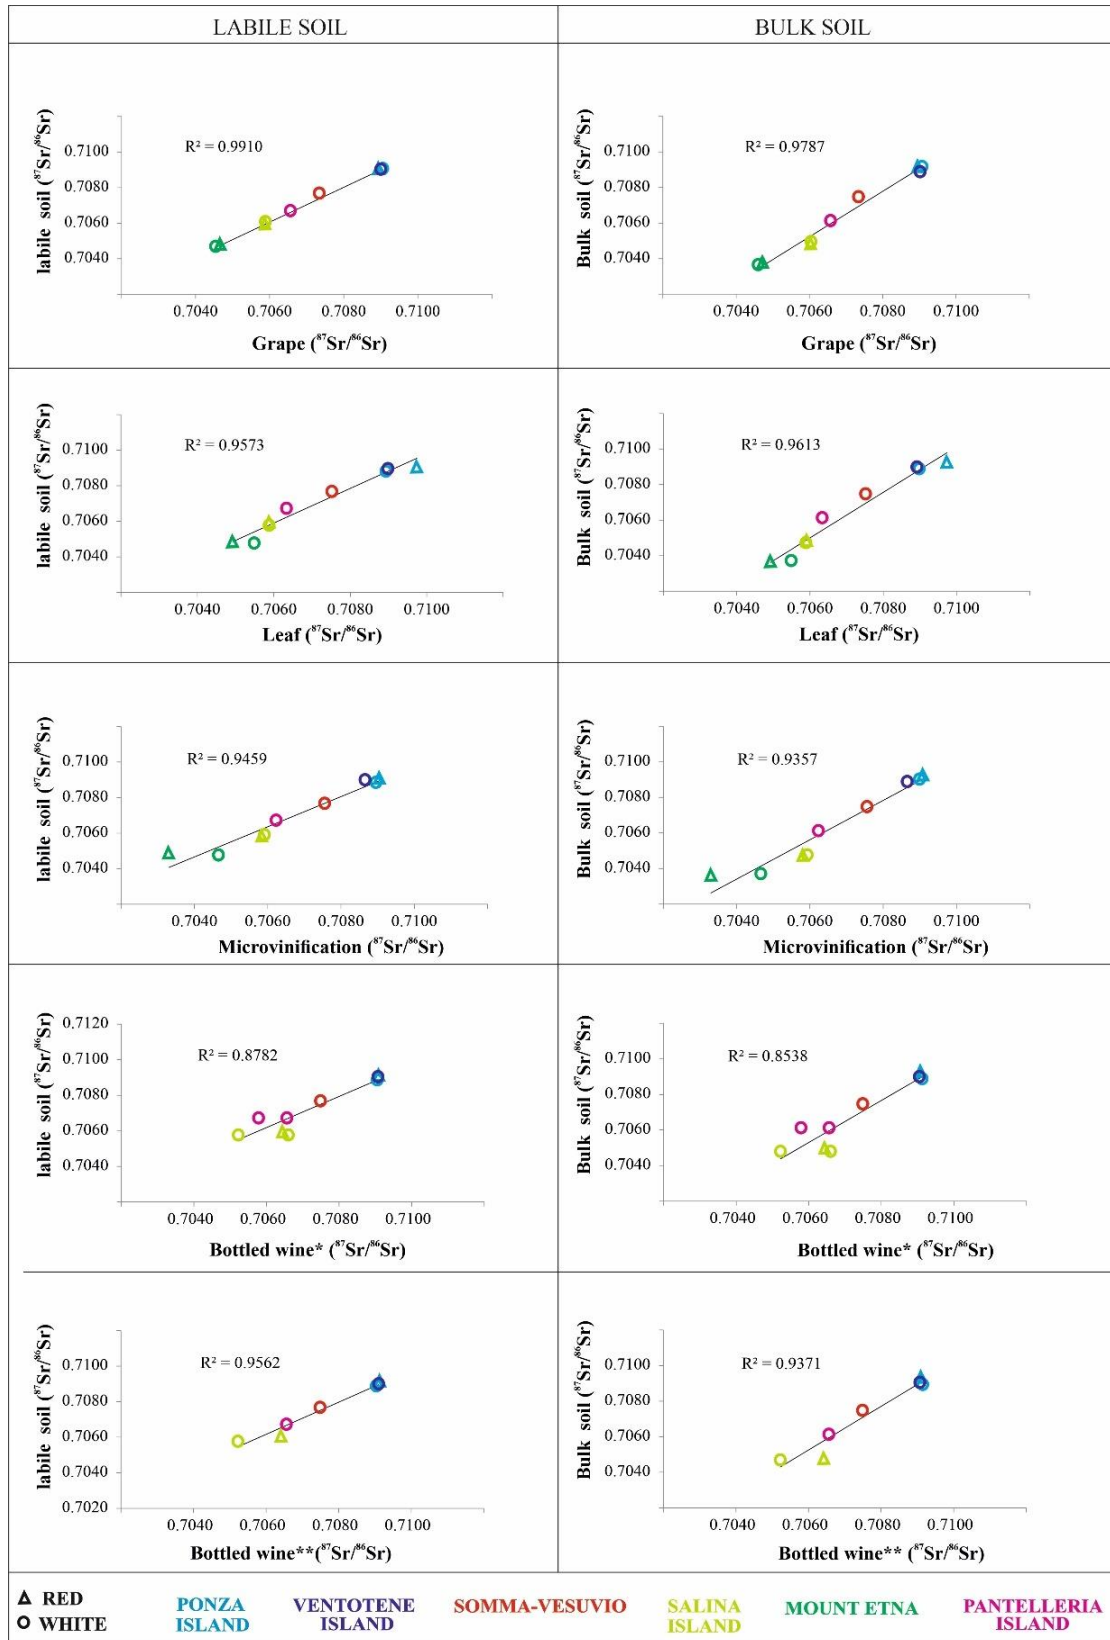 LABILE SOIL
BULK SOIL
labile soil (⁸⁷Sr/⁸⁶Sr)
0.7100
0.7080
0.7060
0.7040
R² = 0.9910
0.7040 0.7060 0.7080 0.7100
Grape (⁸⁷Sr/⁸⁶Sr)
Bulk soil (⁸⁷Sr/⁸⁶Sr)
0.7100
0.7080
0.7060
0.7040
R² = 0.9787
0.7040 0.7060 0.7080 0.7100
Grape (⁸⁷Sr/⁸⁶Sr)
labile soil (⁸⁷Sr/⁸⁶Sr)
0.7100
0.7080
0.7060
0.7040
R² = 0.9573
0.7040 0.7060 0.7080 0.7100
Leaf (⁸⁷Sr/⁸⁶Sr)
Bulk soil (⁸⁷Sr/⁸⁶Sr)
0.7100
0.7080
0.7060
0.7040
R² = 0.9613
0.7040 0.7060 0.7080 0.7100
Leaf (⁸⁷Sr/⁸⁶Sr)
labile soil (⁸⁷Sr/⁸⁶Sr)
0.7100
0.7080
0.7060
0.7040
R² = 0.9459
0.7040 0.7060 0.7080 0.7100
Microvinification (⁸⁷Sr/⁸⁶Sr)
Bulk soil (⁸⁷Sr/⁸⁶Sr)
0.7100
0.7080
0.7060
0.7040
R² = 0.9357
0.7040 0.7060 0.7080 0.7100
Microvinification (⁸⁷Sr/⁸⁶Sr)
labile soil (⁸⁷Sr/⁸⁶Sr)
0.7120
0.7100
0.7080
0.7060
0.7040
R² = 0.8782
0.7040 0.7060 0.7080 0.7100
Bottled wine* (⁸⁷Sr/⁸⁶Sr)
Bulk soil (⁸⁷Sr/⁸⁶Sr)
0.7100
0.7080
0.7060
0.7040
R² = 0.8538
0.7040 0.7060 0.7080 0.7100
Bottled wine* (⁸⁷Sr/⁸⁶Sr)
labile soil (⁸⁷Sr/⁸⁶Sr)
0.7100
0.7080
0.7060
0.7040
0.7020
R² = 0.9562
0.7040 0.7060 0.7080 0.7100
Bottled wine**(⁸⁷Sr/⁸⁶Sr)
Bulk soil (⁸⁷Sr/⁸⁶Sr)
0.7100
0.7080
0.7060
0.7040
R² = 0.9371
0.7040 0.7060 0.7080 0.7100
Bottled wine** (⁸⁷Sr/⁸⁶Sr)
RED
WHITE
PONZA
ISLAND
VENTOTENE
ISLAND
SOMMA-VESUVIO
SALINA
ISLAND
MOUNT ETNA
PANTELLERIA
ISLAND